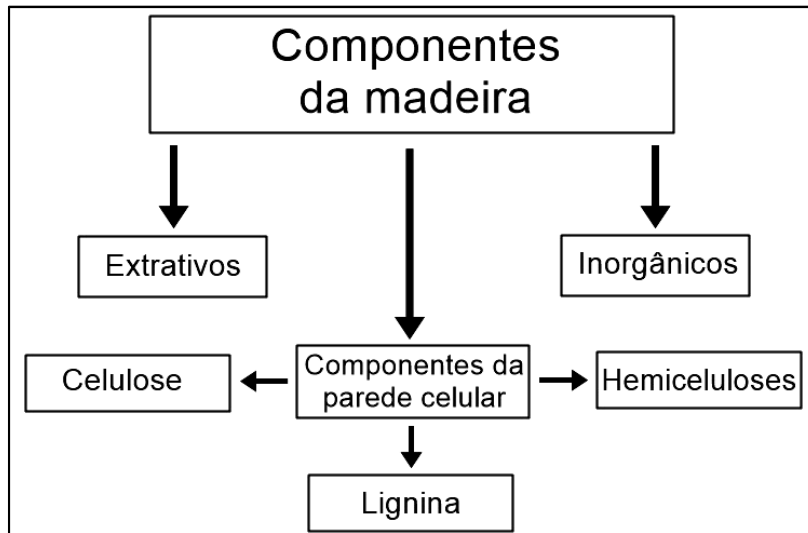 Componentes
da madeira
Extrativos
Inorgânicos
Celulose
Componentes da
parede celular
Hemiceluloses
Lignina